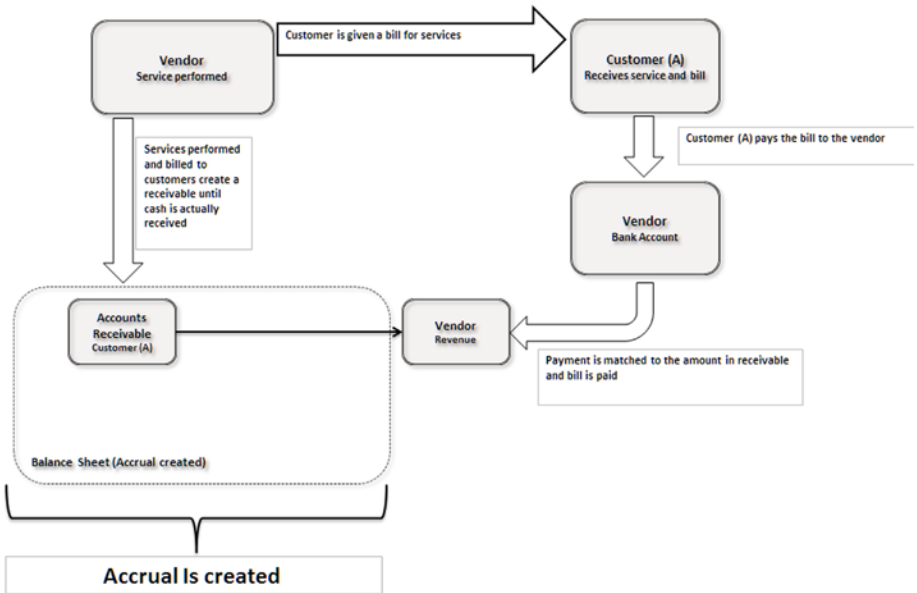 Vendor
Service performed
Customer is given a bill for services
Customer (A)
Receives service and bill
Services performed
and billed to
customers create a
receivable until
cash is actually
received
Customer (A) pays the bill to the vendor
Vendor
Bank Account
Accounts
Receivable
Customer (A)
Vendor
Revenue
Payment is matched to the amount in receivable
and bill is paid
Balance Sheet (Accrual created)
Accrual Is created